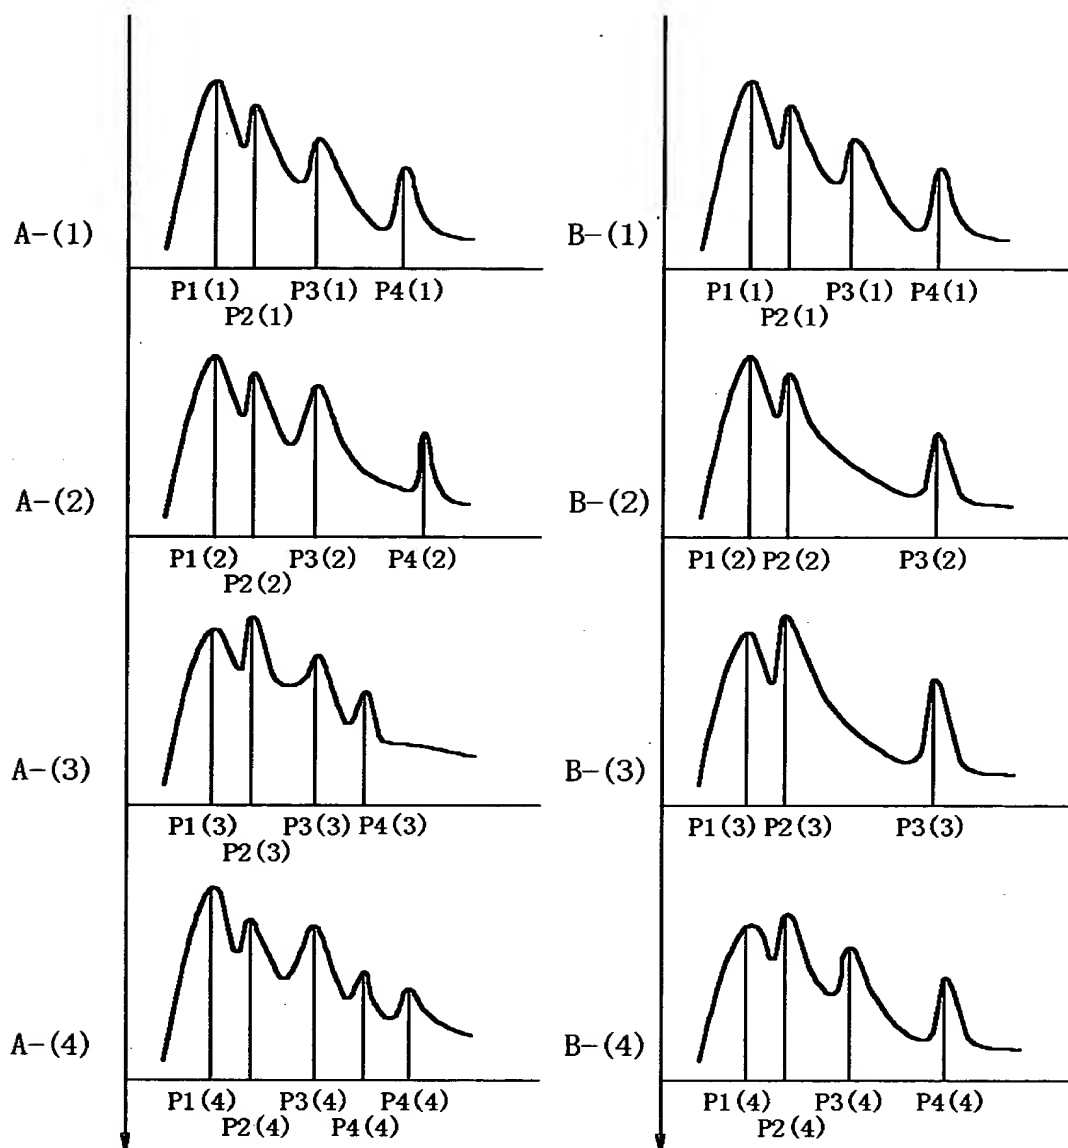 A-(1)
P1(1) P3(1) P4(1)
P2(1)
A-(2)
P1(2) P3(2) P4(2)
P2(2)
A-(3)
P1(3) P3(3) P4(3)
P2(3)
A-(4)
P1(4) P3(4) P4(4)
P2(4) P4(4)
B-(1)
P1(1) P3(1) P4(1)
P2(1)
B-(2)
P1(2) P2(2) P3(2)
B-(3)
P1(3) P2(3) P3(3)
B-(4)
P1(4) P3(4) P4(4)
P2(4)